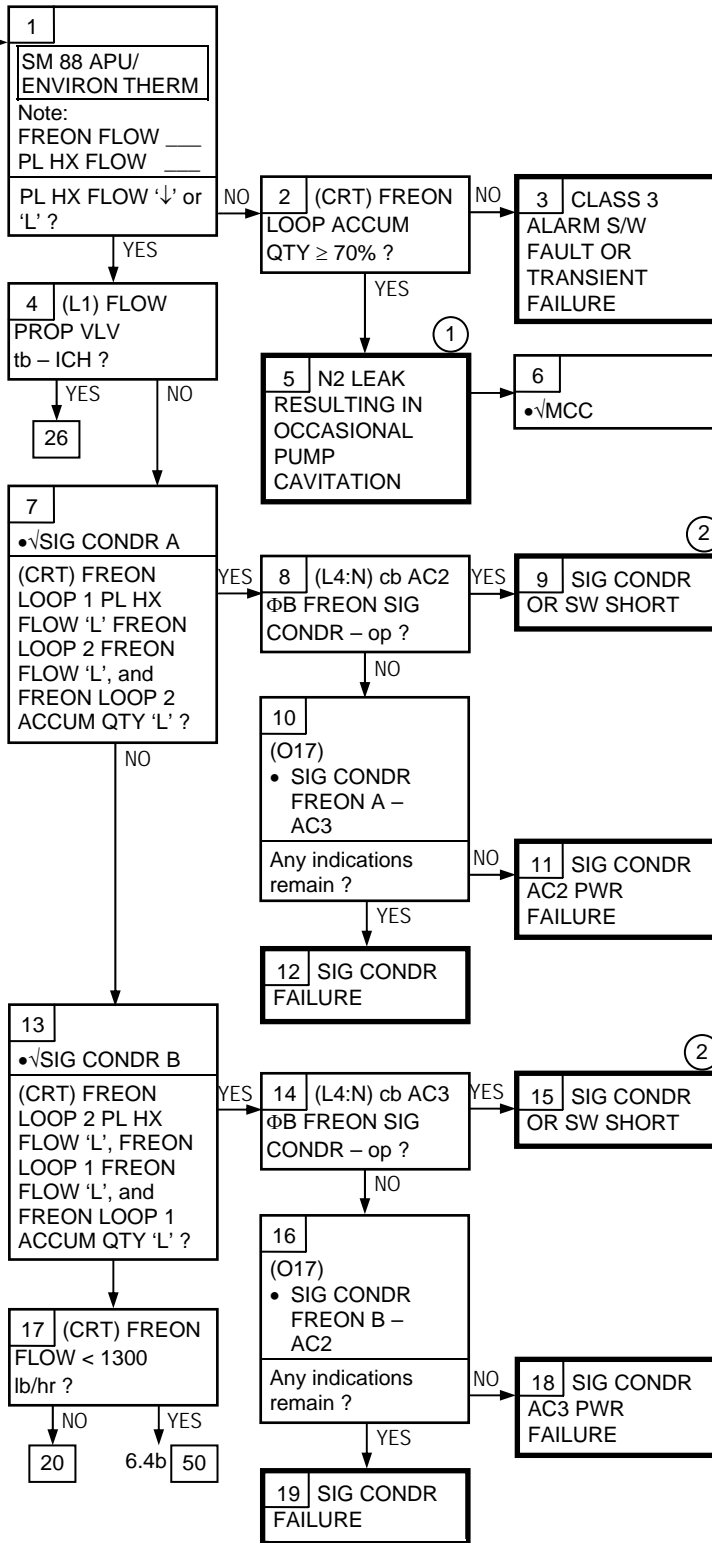 1
SM 88 APU/
ENVIRON THERM
Note:
FREON FLOW ___
PL HX FLOW ___
PL HX FLOW ‘↓’ or
‘L’ ?
NO
YES
2 (CRT) FREON
LOOP ACCUM
QTY ≥ 70% ?
NO
YES
3 CLASS 3
ALARM S/W
FAULT OR
TRANSIENT
FAILURE
4 (L1) FLOW
PROP VLV
tb – ICH ?
YES
NO
26
1
5 N2 LEAK
RESULTING IN
OCCASIONAL
PUMP
CAVITATION
6
•√MCC
7
•√SIG CONDR A
(CRT) FREON
LOOP 1 PL HX
FLOW ‘L’ FREON
LOOP 2 FREON
FLOW ‘L’, and
FREON LOOP 2
ACCUM QTY ‘L’ ?
YES
NO
8 (L4:N) cb AC2
ΦB FREON SIG
CONDR – op ?
YES
NO
2
9 SIG CONDR
OR SW SHORT
10
(O17)
• SIG CONDR
FREON A –
AC3
Any indications
remain ?
NO
YES
11 SIG CONDR
AC2 PWR
FAILURE
12 SIG CONDR
FAILURE
13
•√SIG CONDR B
(CRT) FREON
LOOP 2 PL HX
FLOW ‘L’, FREON
LOOP 1 FREON
FLOW ‘L’, and
FREON LOOP 1
ACCUM QTY ‘L’ ?
YES
14 (L4:N) cb AC3
ΦB FREON SIG
CONDR – op ?
YES
NO
2
15 SIG CONDR
OR SW SHORT
16
(O17)
• SIG CONDR
FREON B –
AC2
Any indications
remain ?
NO
YES
17 (CRT) FREON
FLOW < 1300
lb/hr ?
NO
YES
20
6.4b 50
18 SIG CONDR
AC3 PWR
FAILURE
19 SIG CONDR
FAILURE